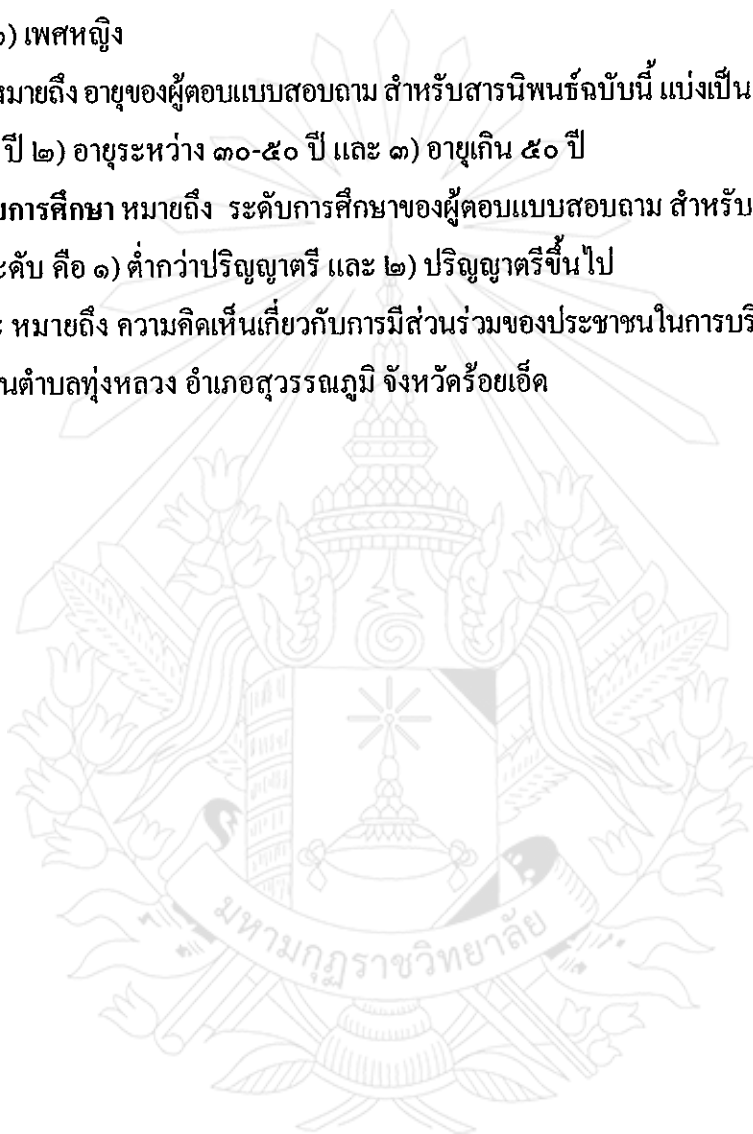 ๒) เพศหญิง
หมายถึง อายุของผู้ตอบแบบสอบถาม สำหรับสารนิพนธ์ฉบับนี้ แบ่งเป็น
ปี ๒) อายุระหว่าง ๓๐-๕๐ ปี และ ๓) อายุเกิน ๕๐ ปี
บการศึกษา หมายถึง ระดับการศึกษาของผู้ตอบแบบสอบถาม สำหรับ
ะดับ คือ ๑) ต่ำกว่าปริญญาตรี และ ๒) ปริญญาตรีขึ้นไป
ะ หมายถึง ความคิดเห็นเกี่ยวกับการมีส่วนร่วมของประชาชนในการบริ
นตำบลทุ่งหลวง อำเภอสุวรรณภูมิ จังหวัดร้อยเอ็ด
มหามกุฏราชวิทยาลัย